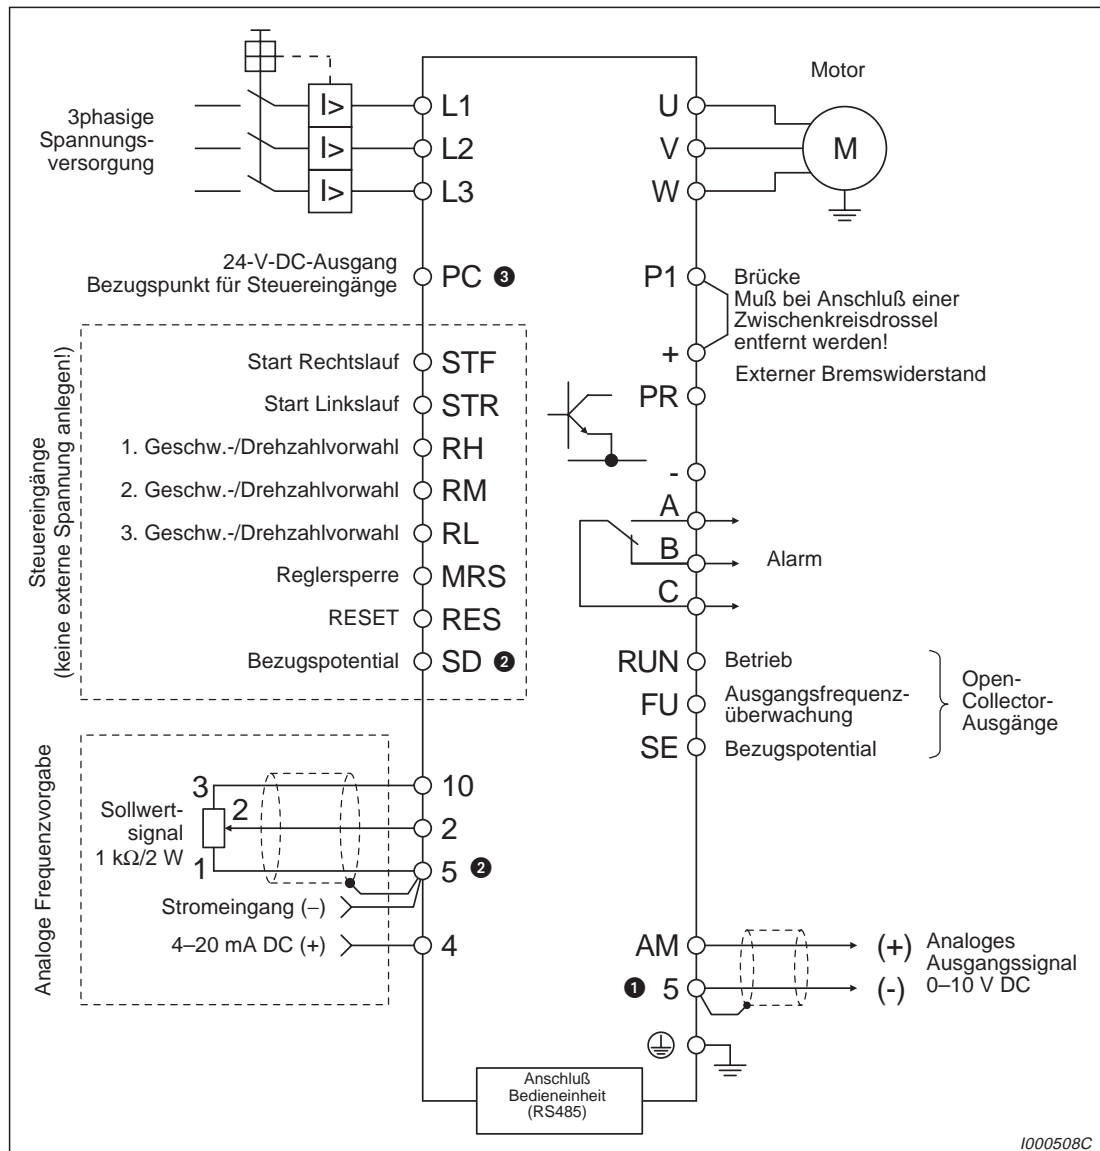 3phasige
Spannungs-
versorgung
I>
I>
I>
L1
L2
L3
24-V-DC-Ausgang
Bezugspunkt für Steuereingänge
PC ❸
Steuereingänge
(keine externe Spannung anlegen!)
Start Rechtslauf
STF
Start Linkslauf
STR
1. Geschw.-/Drehzahlvorwahl
RH
2. Geschw.-/Drehzahlvorwahl
RM
3. Geschw.-/Drehzahlvorwahl
RL
Reglersperre
MRS
RESET
RES
Bezugspotential
SD ❷
Analoge Frequenzvorgabe
Sollwert-
signal
1 kΩ/2 W
3
2
1
10
2
5 ❷
Stromeingang (–)
4–20 mA DC (+)
4
Motor
U
V
W
M
P1
Brücke
Muß bei Anschluß einer
Zwischenkreisdrossel
entfernt werden!
+
Externer Bremswiderstand
PR
-
A
B
C
Alarm
RUN
Betrieb
FU
Ausgangsfrequenz-
überwachung
SE
Bezugspotential
Open-
Collector-
Ausgänge
AM
❶ 5
(+)
(-)
Analoges
Ausgangssignal
0–10 V DC
Anschluß
Bedieneinheit
(RS485)
I000508C